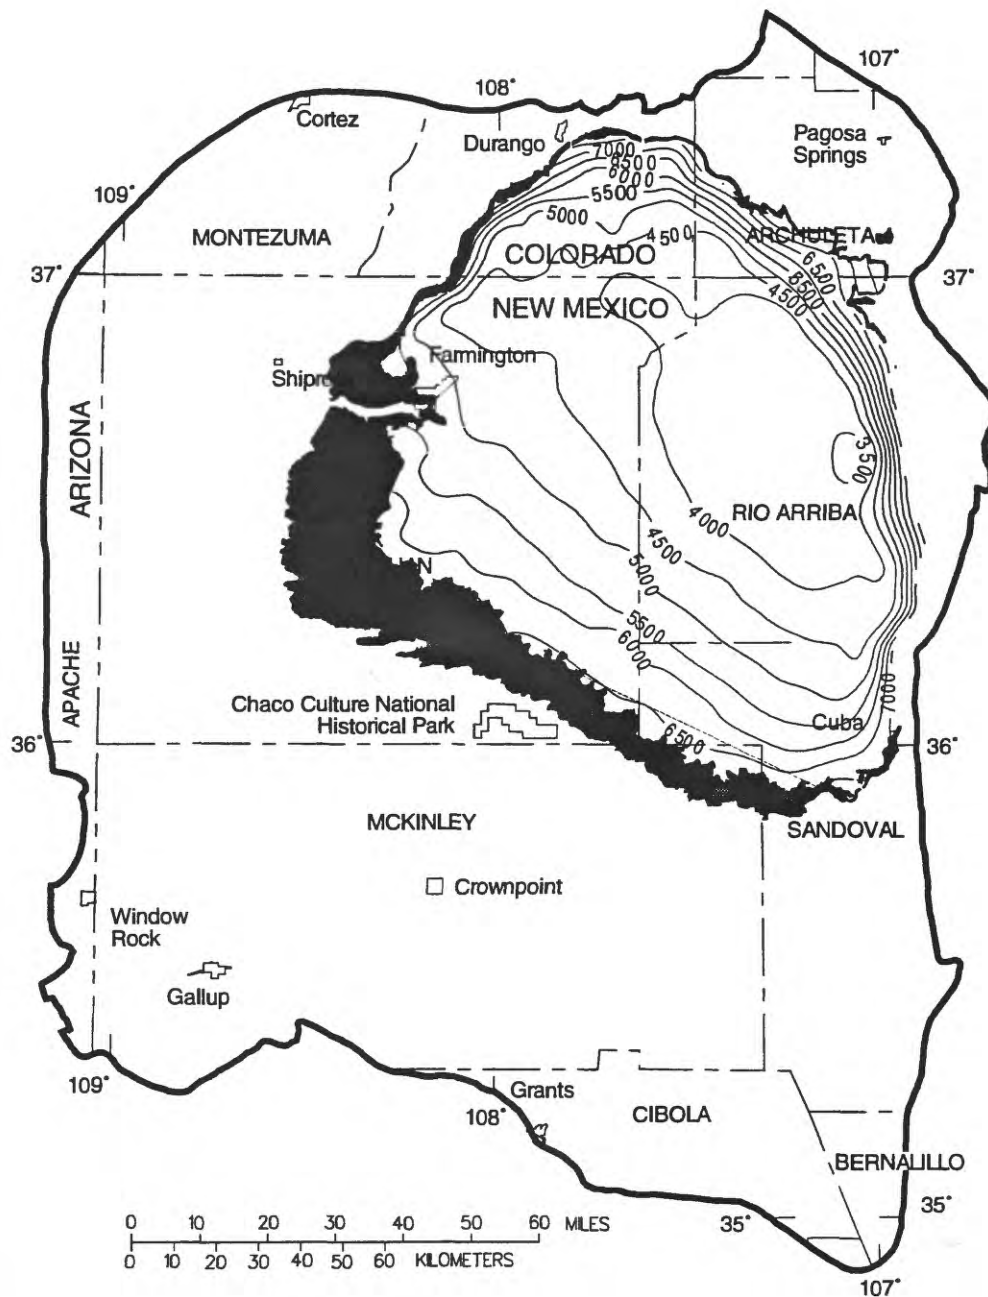 107°
108°
Cortez
Durango
Pagosa
Springs
7000
6500
6000
5500
5000
4500
109°
MONTEZUMA
COLORADO
ARCHULETA
6500
8500
4500
37°
37°
NEW MEXICO
Farmington
ARIZONA
3500
RIO ARRIBA
4000
4500
5000
5500
6000
APACHE
7000
Chaco Culture National
Historical Park
Cuba
6500
36°
36°
MCKINLEY
SANDOVAL
Crownpoint
Window
Rock
Gallup
109°
108°
Grants
CIBOLA
BERNALILLO
0 10 20 30 40 50 60 MILES
0 10 20 30 40 50 60 KILOMETERS
35°
35°
107°